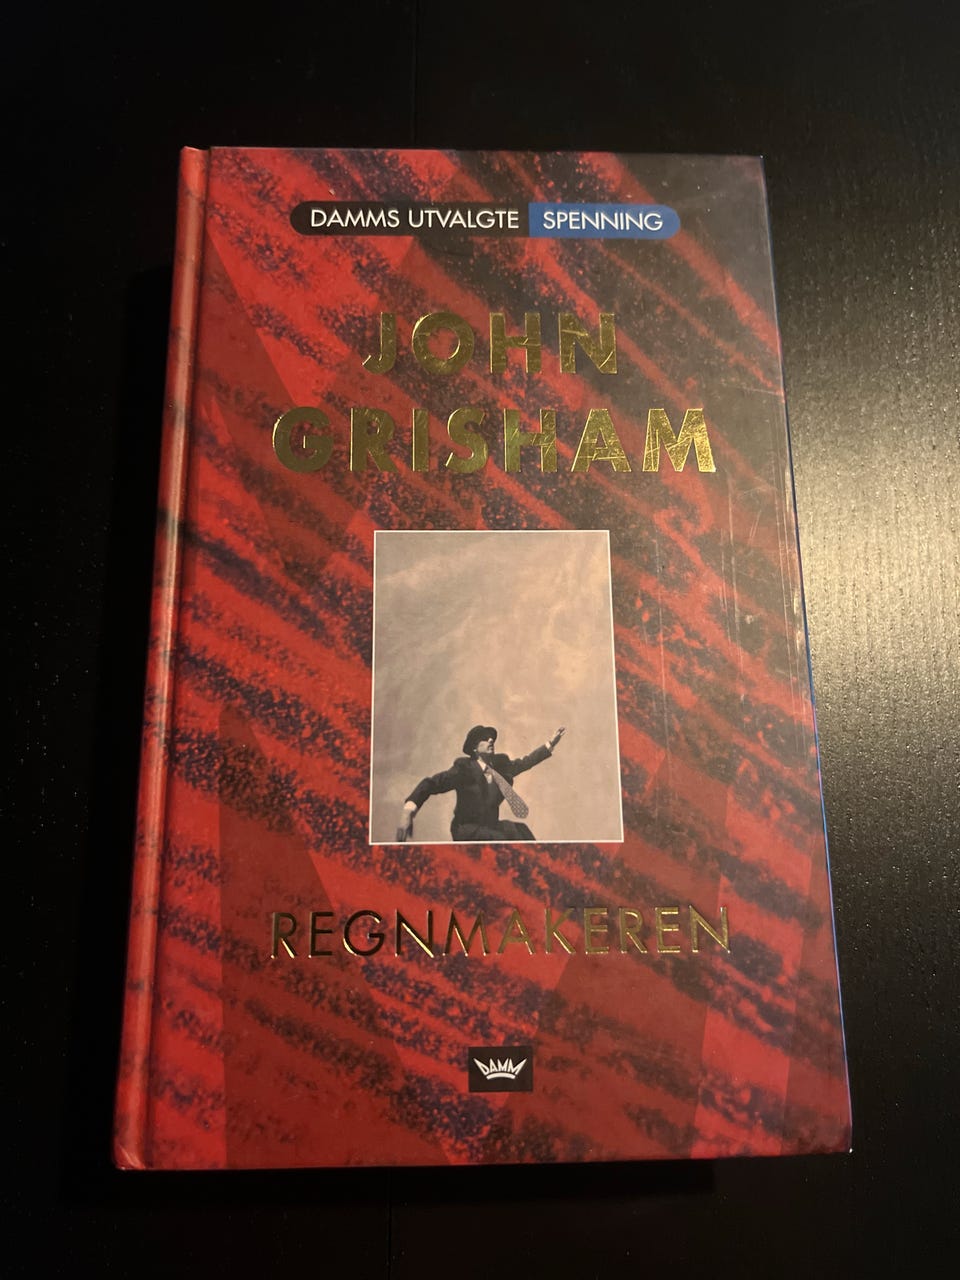 DAMMS UTVALGTE SPENNING
JOHN
GRISHAM
REGNMAKEREN
DAMM